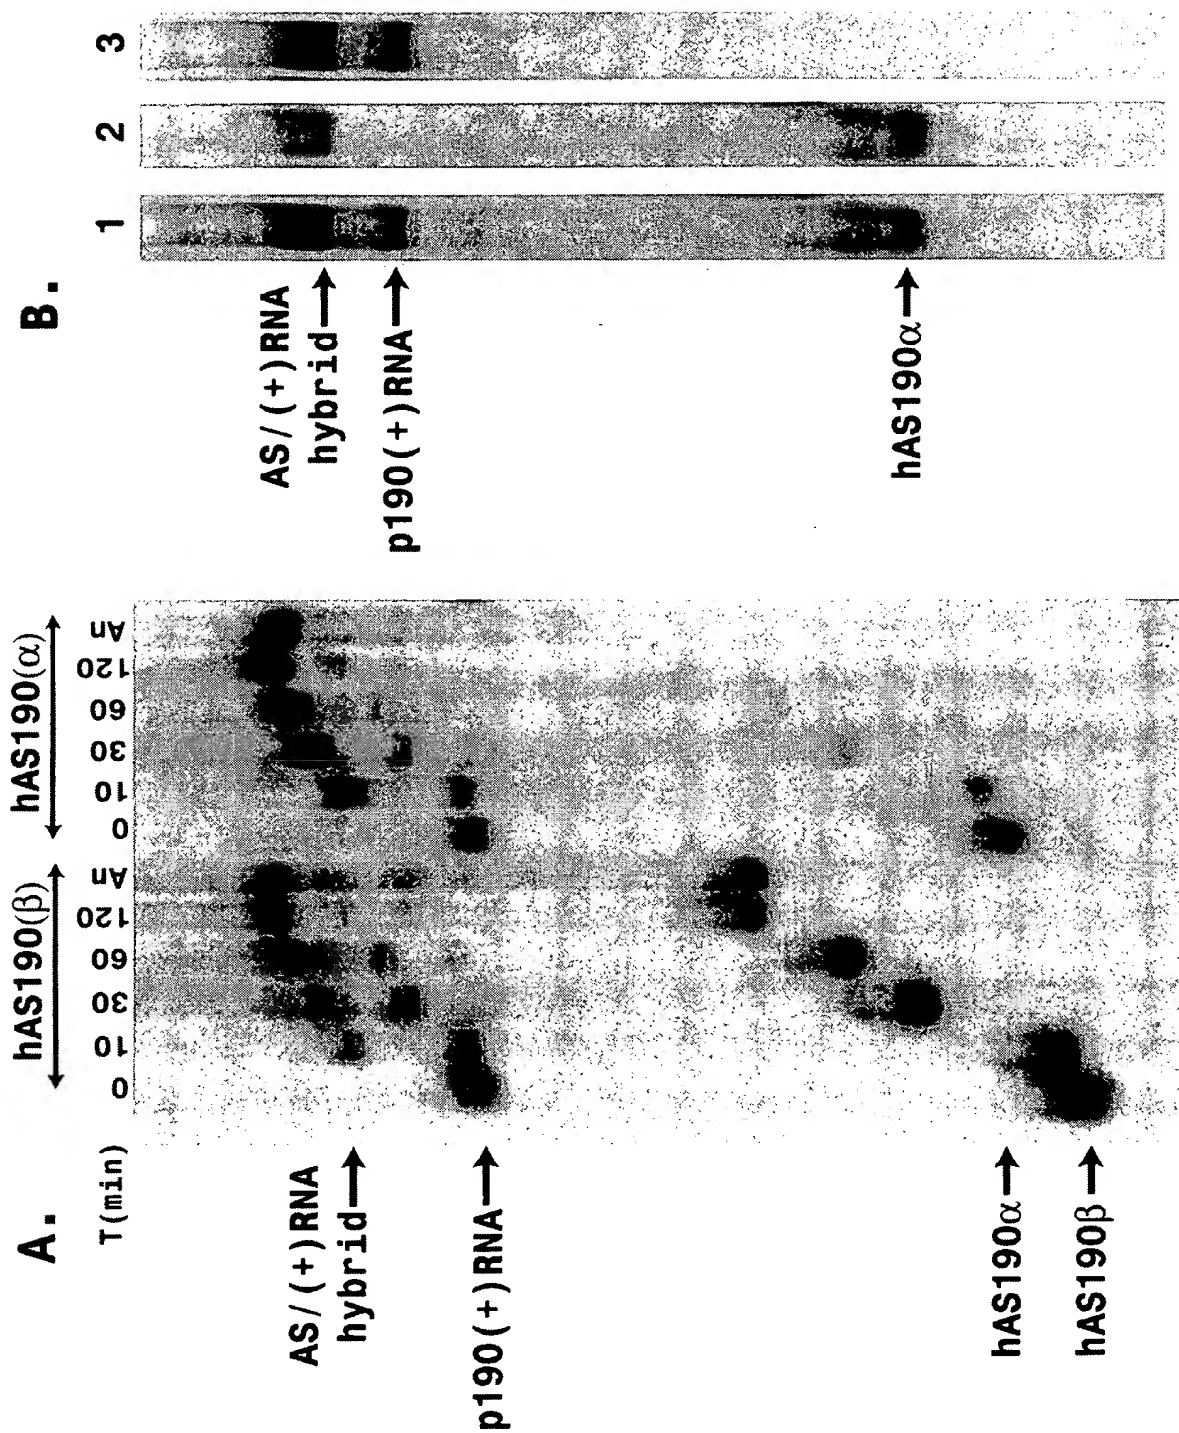 A.
hAS190(β) hAS190(α)
T(min) 0 10 30 60 120 An 0 10 30 60 120 An
AS/(+)RNA
hybrid
p190(+)RNA
hAS190α
hAS190β
B.
1 2 3
AS/(+)RNA
hybrid
p190(+)RNA
hAS190α